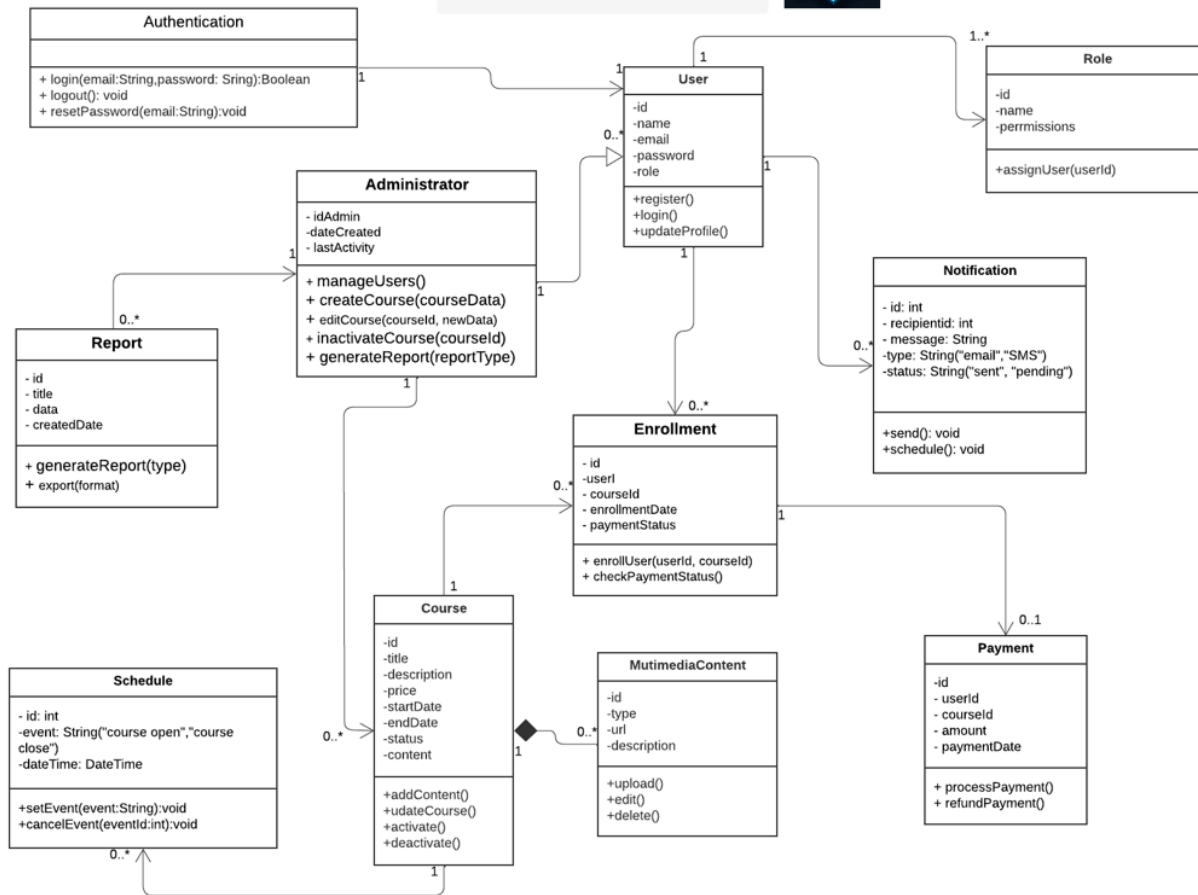 Authentication
+ login(email:String,password: Sring):Boolean
+ logout(): void
+ resetPassword(email:String):void
1
1
User
-id
-name
-email
-password
-role
+register()
+login()
+updateProfile()
1
1..*
Role
-id
-name
-perrmissions
+assignUser(userId)
0..*
1
Administrator
- idAdmin
-dateCreated
- lastActivity
+ manageUsers()
+ createCourse(courseData)
+ editCourse(courseId, newData)
+ inactivateCourse(courseId)
+ generateReport(reportType)
1
1
0..*
Report
- id
- title
- data
- createdDate
+ generateReport(type)
+ export(format)
1
Notification
- id: int
- recipientid: int
- message: String
-type: String("email","SMS")
-status: String("sent", "pending")
+send(): void
+schedule(): void
0..*
1
0..*
Enrollment
- id
-userI
- courseId
- enrollmentDate
- paymentStatus
+ enrollUser(userId, courseId)
+ checkPaymentStatus()
0..*
1
1
0..1
Course
-id
-title
-description
-price
-startDate
-endDate
-status
-content
+addContent()
+udateCourse()
+activate()
+deactivate()
0..*
1
0..*
MutimediaContent
-id
-type
-url
-description
+upload()
+edit()
+delete()
Payment
-id
- userId
- courseId
- amount
- paymentDate
+ processPayment()
+ refundPayment()
Schedule
- id: int
-event: String("course open","course
close")
-dateTime: DateTime
+setEvent(event:String):void
+cancelEvent(eventId:int):void
0..*
1